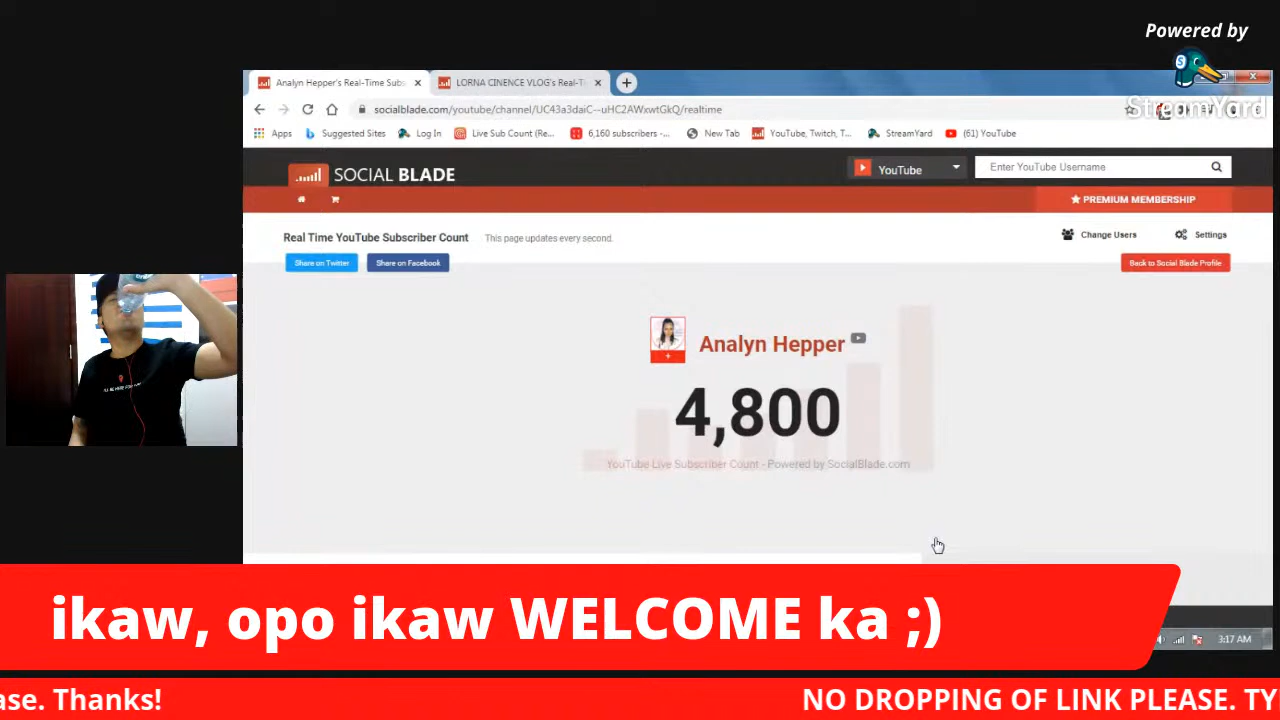 Powered by
StreamYard
Analyn Hepper's Real-Time Subs
LORNA CINENCE VLOG's Real-Ti
socialblade.com/youtube/channel/UC43a3daiC--uHC2AWxwtGkQ/realtime
Apps
Suggested Sites
Log In
Live Sub Count (Re...
6,160 subscribers -...
New Tab
YouTube, Twitch, T...
StreamYard
(61) YouTube
SOCIAL BLADE
YouTube
Enter YouTube Username
PREMIUM MEMBERSHIP
Real Time YouTube Subscriber Count
This page updates every second.
Change Users
Settings
Share on Twitter
Share on Facebook
Back to Social Blade Profile
Analyn Hepper
4,800
YouTube Live Subscriber Count - Powered by SocialBlade.com
ikaw, opo ikaw WELCOME ka ;)
3:17 AM
ase. Thanks!
NO DROPPING OF LINK PLEASE. TY